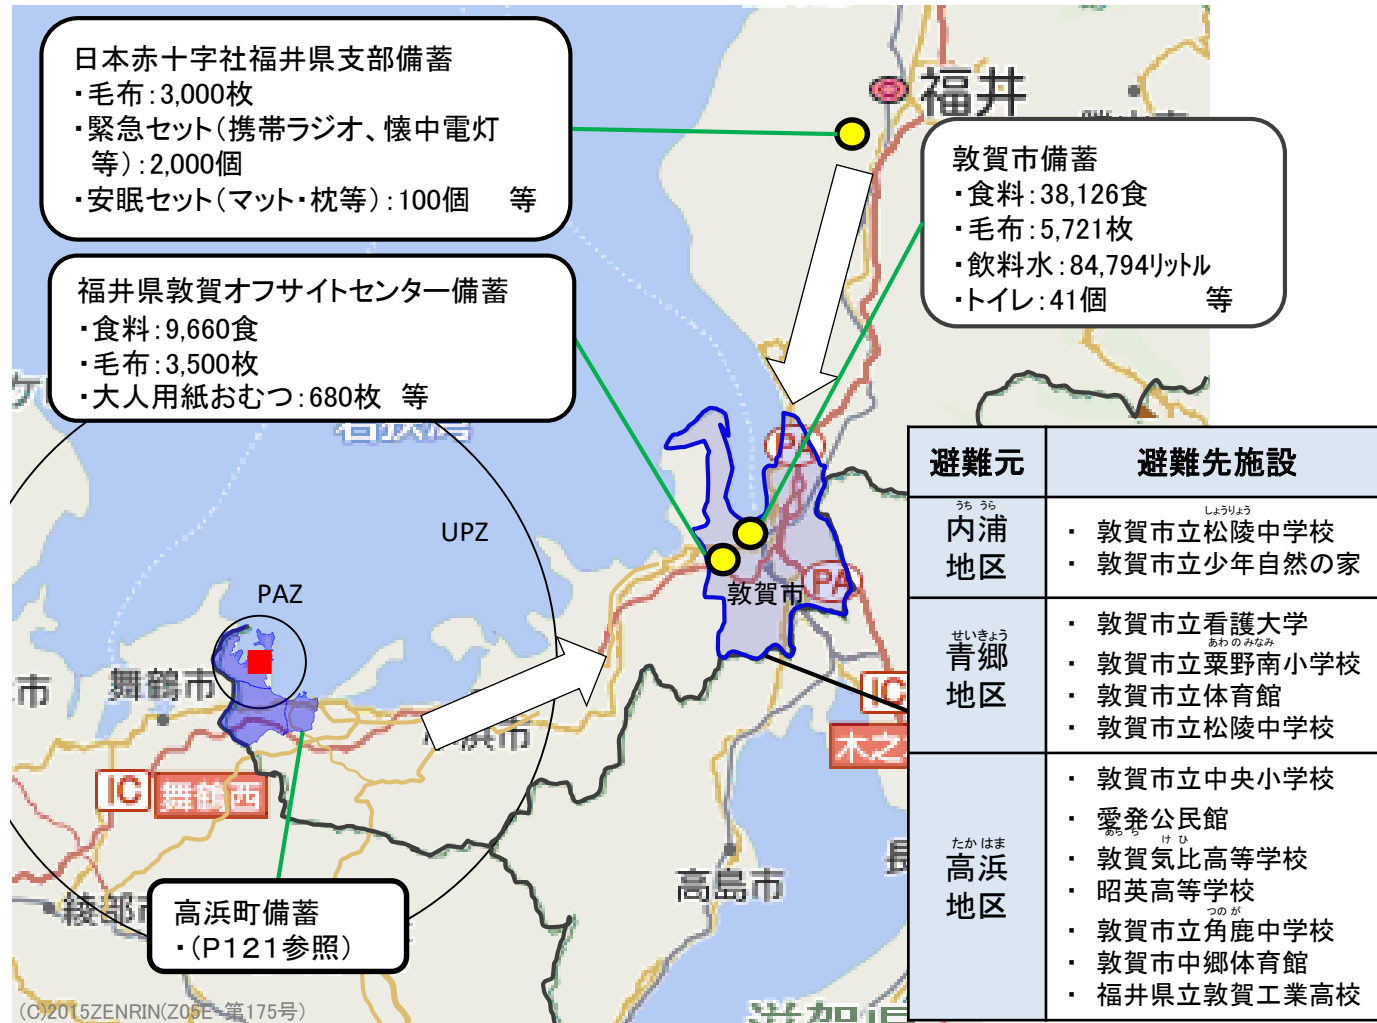 日本赤十字社福井県支部備蓄
・毛布：3,000枚
・緊急セット（携帯ラジオ、懐中電灯
等）：2,000個
・安眠セット（マット・枕等）：100個　等
福井県敦賀オフサイトセンター備蓄
・食料：9,660食
・毛布：3,500枚
・大人用紙おむつ：680枚　等
福井
敦賀市備蓄
・食料：38,126食
・毛布：5,721枚
・飲料水：84,794リットル
・トイレ：41個　等
PA
UPZ
PAZ
敦賀市
PA
舞鶴市
市
IC
木之
IC 舞鶴西
高島市
綾部
高浜町備蓄
・（P121参照）
避難元　避難先施設
うち うら
内浦
地区
しょうりょう
・ 敦賀市立松陵中学校
・ 敦賀市立少年自然の家
せいきょう
青郷
地区
・ 敦賀市立看護大学
あわのみなみ
・ 敦賀市立粟野南小学校
・ 敦賀市立体育館
・ 敦賀市立松陵中学校
たか はま
高浜
地区
・ 敦賀市立中央小学校
・ 愛発公民館
あらち
け ひ
・ 敦賀気比高等学校
・ 昭英高等学校
つのが
・ 敦賀市立角鹿中学校
・ 敦賀市中郷体育館
・ 福井県立敦賀工業高校
(C)2015ZENRIN(Z05E-第175号)